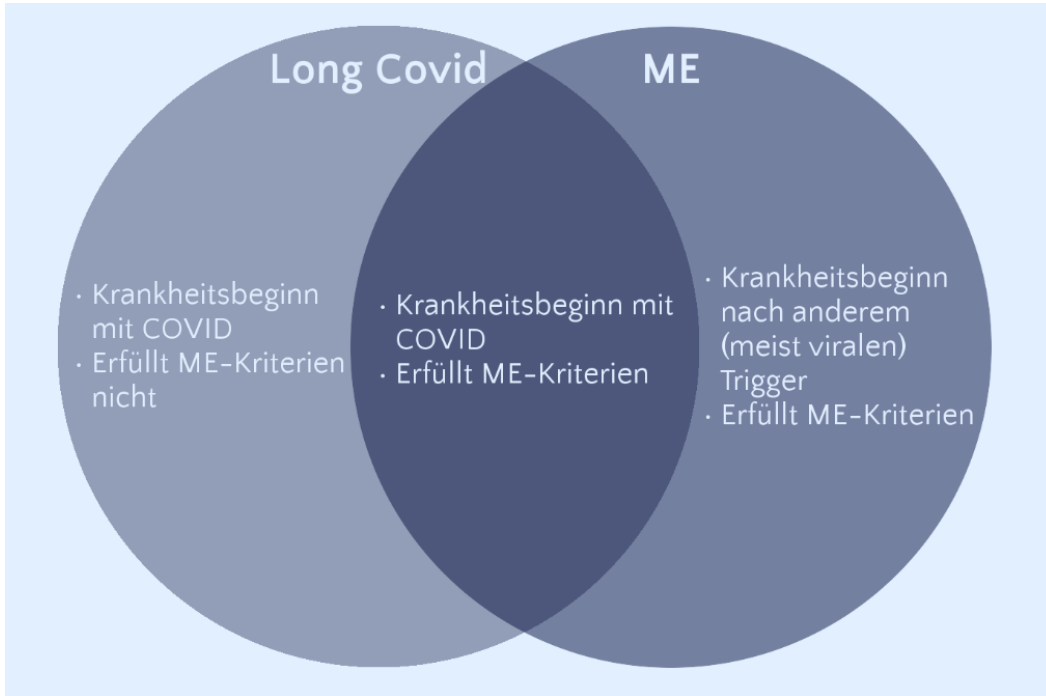 Long Covid
ME
· Krankheitsbeginn
mit COVID
· Erfüllt ME-Kriterien
nicht
· Krankheitsbeginn mit
COVID
· Erfüllt ME-Kriterien
· Krankheitsbeginn
nach anderem
(meist viralen)
Trigger
· Erfüllt ME-Kriterien